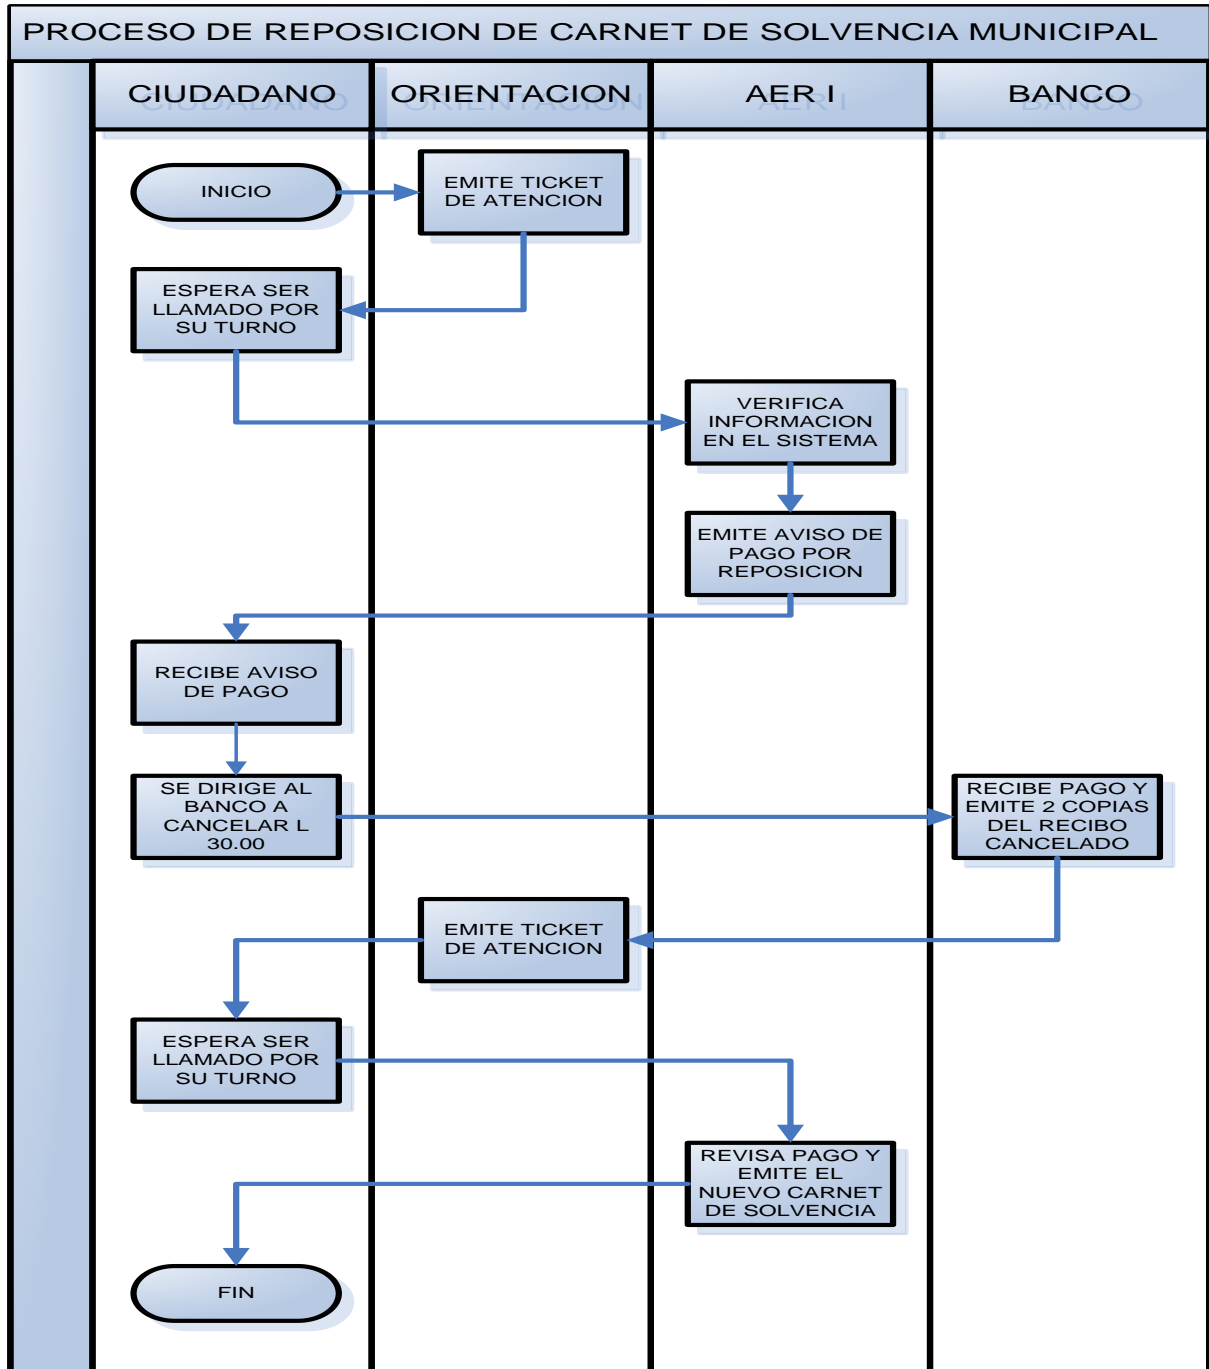 PROCESO DE REPOSICION DE CARNET DE SOLVENCIA MUNICIPAL
CIUDADANO
ORIENTACION
AER I
BANCO
INICIO
EMITE TICKET
DE ATENCION
ESPERA SER
LLAMADO POR
SU TURNO
VERIFICA
INFORMACION
EN EL SISTEMA
EMITE AVISO DE
PAGO POR
REPOSICION
RECIBE AVISO
DE PAGO
SE DIRIGE AL
BANCO A
CANCELAR L
30.00
RECIBE PAGO Y
EMITE 2 COPIAS
DEL RECIBO
CANCELADO
EMITE TICKET
DE ATENCION
ESPERA SER
LLAMADO POR
SU TURNO
REVISA PAGO Y
EMITE EL
NUEVO CARNET
DE SOLVENCIA
FIN